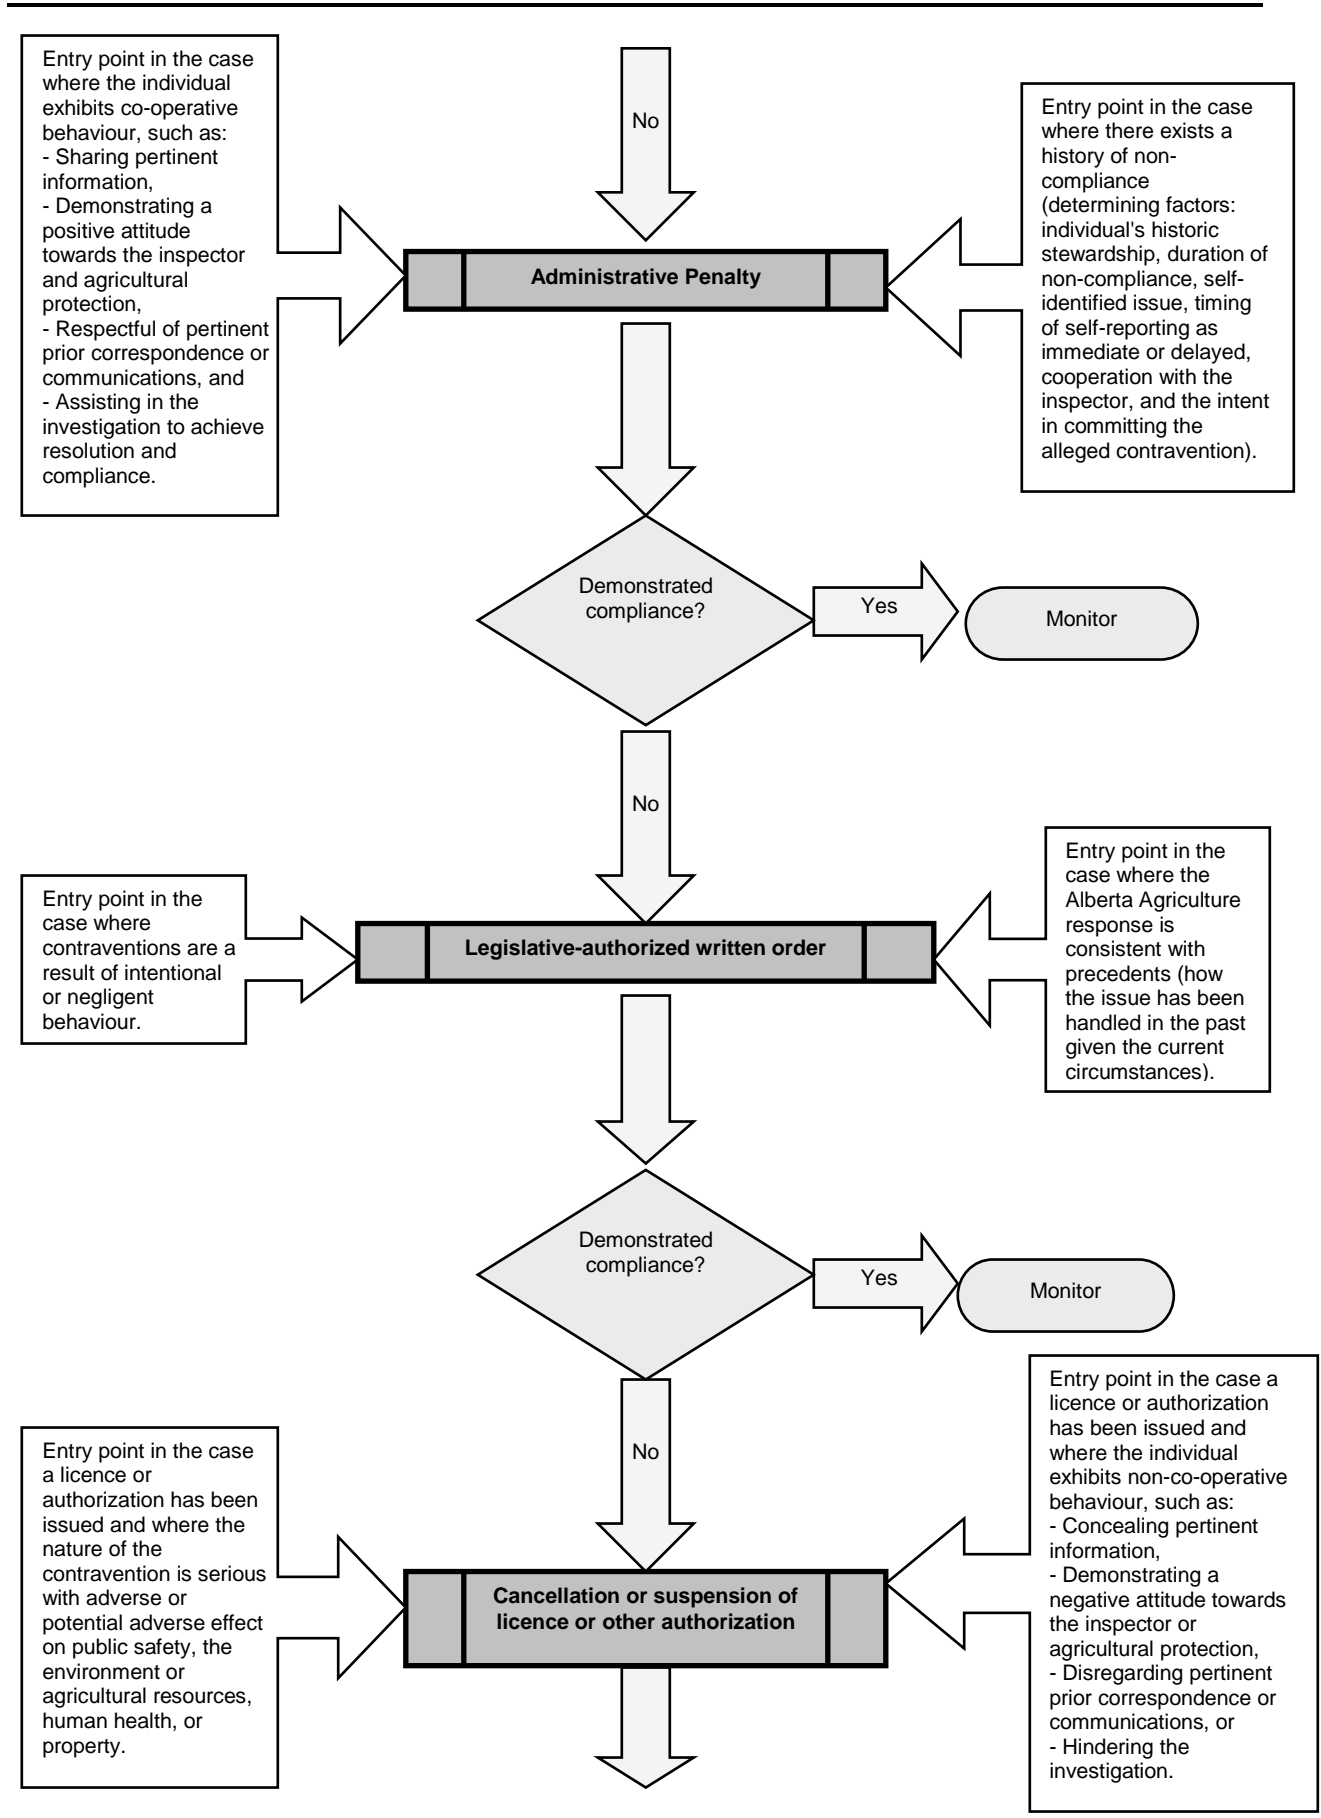 Entry point in the case
where the individual
exhibits co-operative
behaviour, such as:
- Sharing pertinent
information,
- Demonstrating a
positive attitude
towards the inspector
and agricultural
protection,
- Respectful of pertinent
prior correspondence or
communications, and
- Assisting in the
investigation to achieve
resolution and
compliance.
No
Entry point in the case
where there exists a
history of non-
compliance
(determining factors:
individual's historic
stewardship, duration of
non-compliance, self-
identified issue, timing
of self-reporting as
immediate or delayed,
cooperation with the
inspector, and the intent
in committing the
alleged contravention).
Administrative Penalty
Demonstrated
compliance?
Yes
Monitor
No
Entry point in the
case where
contraventions are a
result of intentional
or negligent
behaviour.
Legislative-authorized written order
Entry point in the
case where the
Alberta Agriculture
response is
consistent with
precedents (how
the issue has been
handled in the past
given the current
circumstances).
Demonstrated
compliance?
Yes
Monitor
No
Entry point in the case
a licence or
authorization has been
issued and where the
nature of the
contravention is serious
with adverse or
potential adverse effect
on public safety, the
environment or
agricultural resources,
human health, or
property.
Cancellation or suspension of
licence or other authorization
Entry point in the case a
licence or authorization
has been issued and
where the individual
exhibits non-co-operative
behaviour, such as:
- Concealing pertinent
information,
- Demonstrating a
negative attitude towards
the inspector or
agricultural protection,
- Disregarding pertinent
prior correspondence or
communications, or
- Hindering the
investigation.